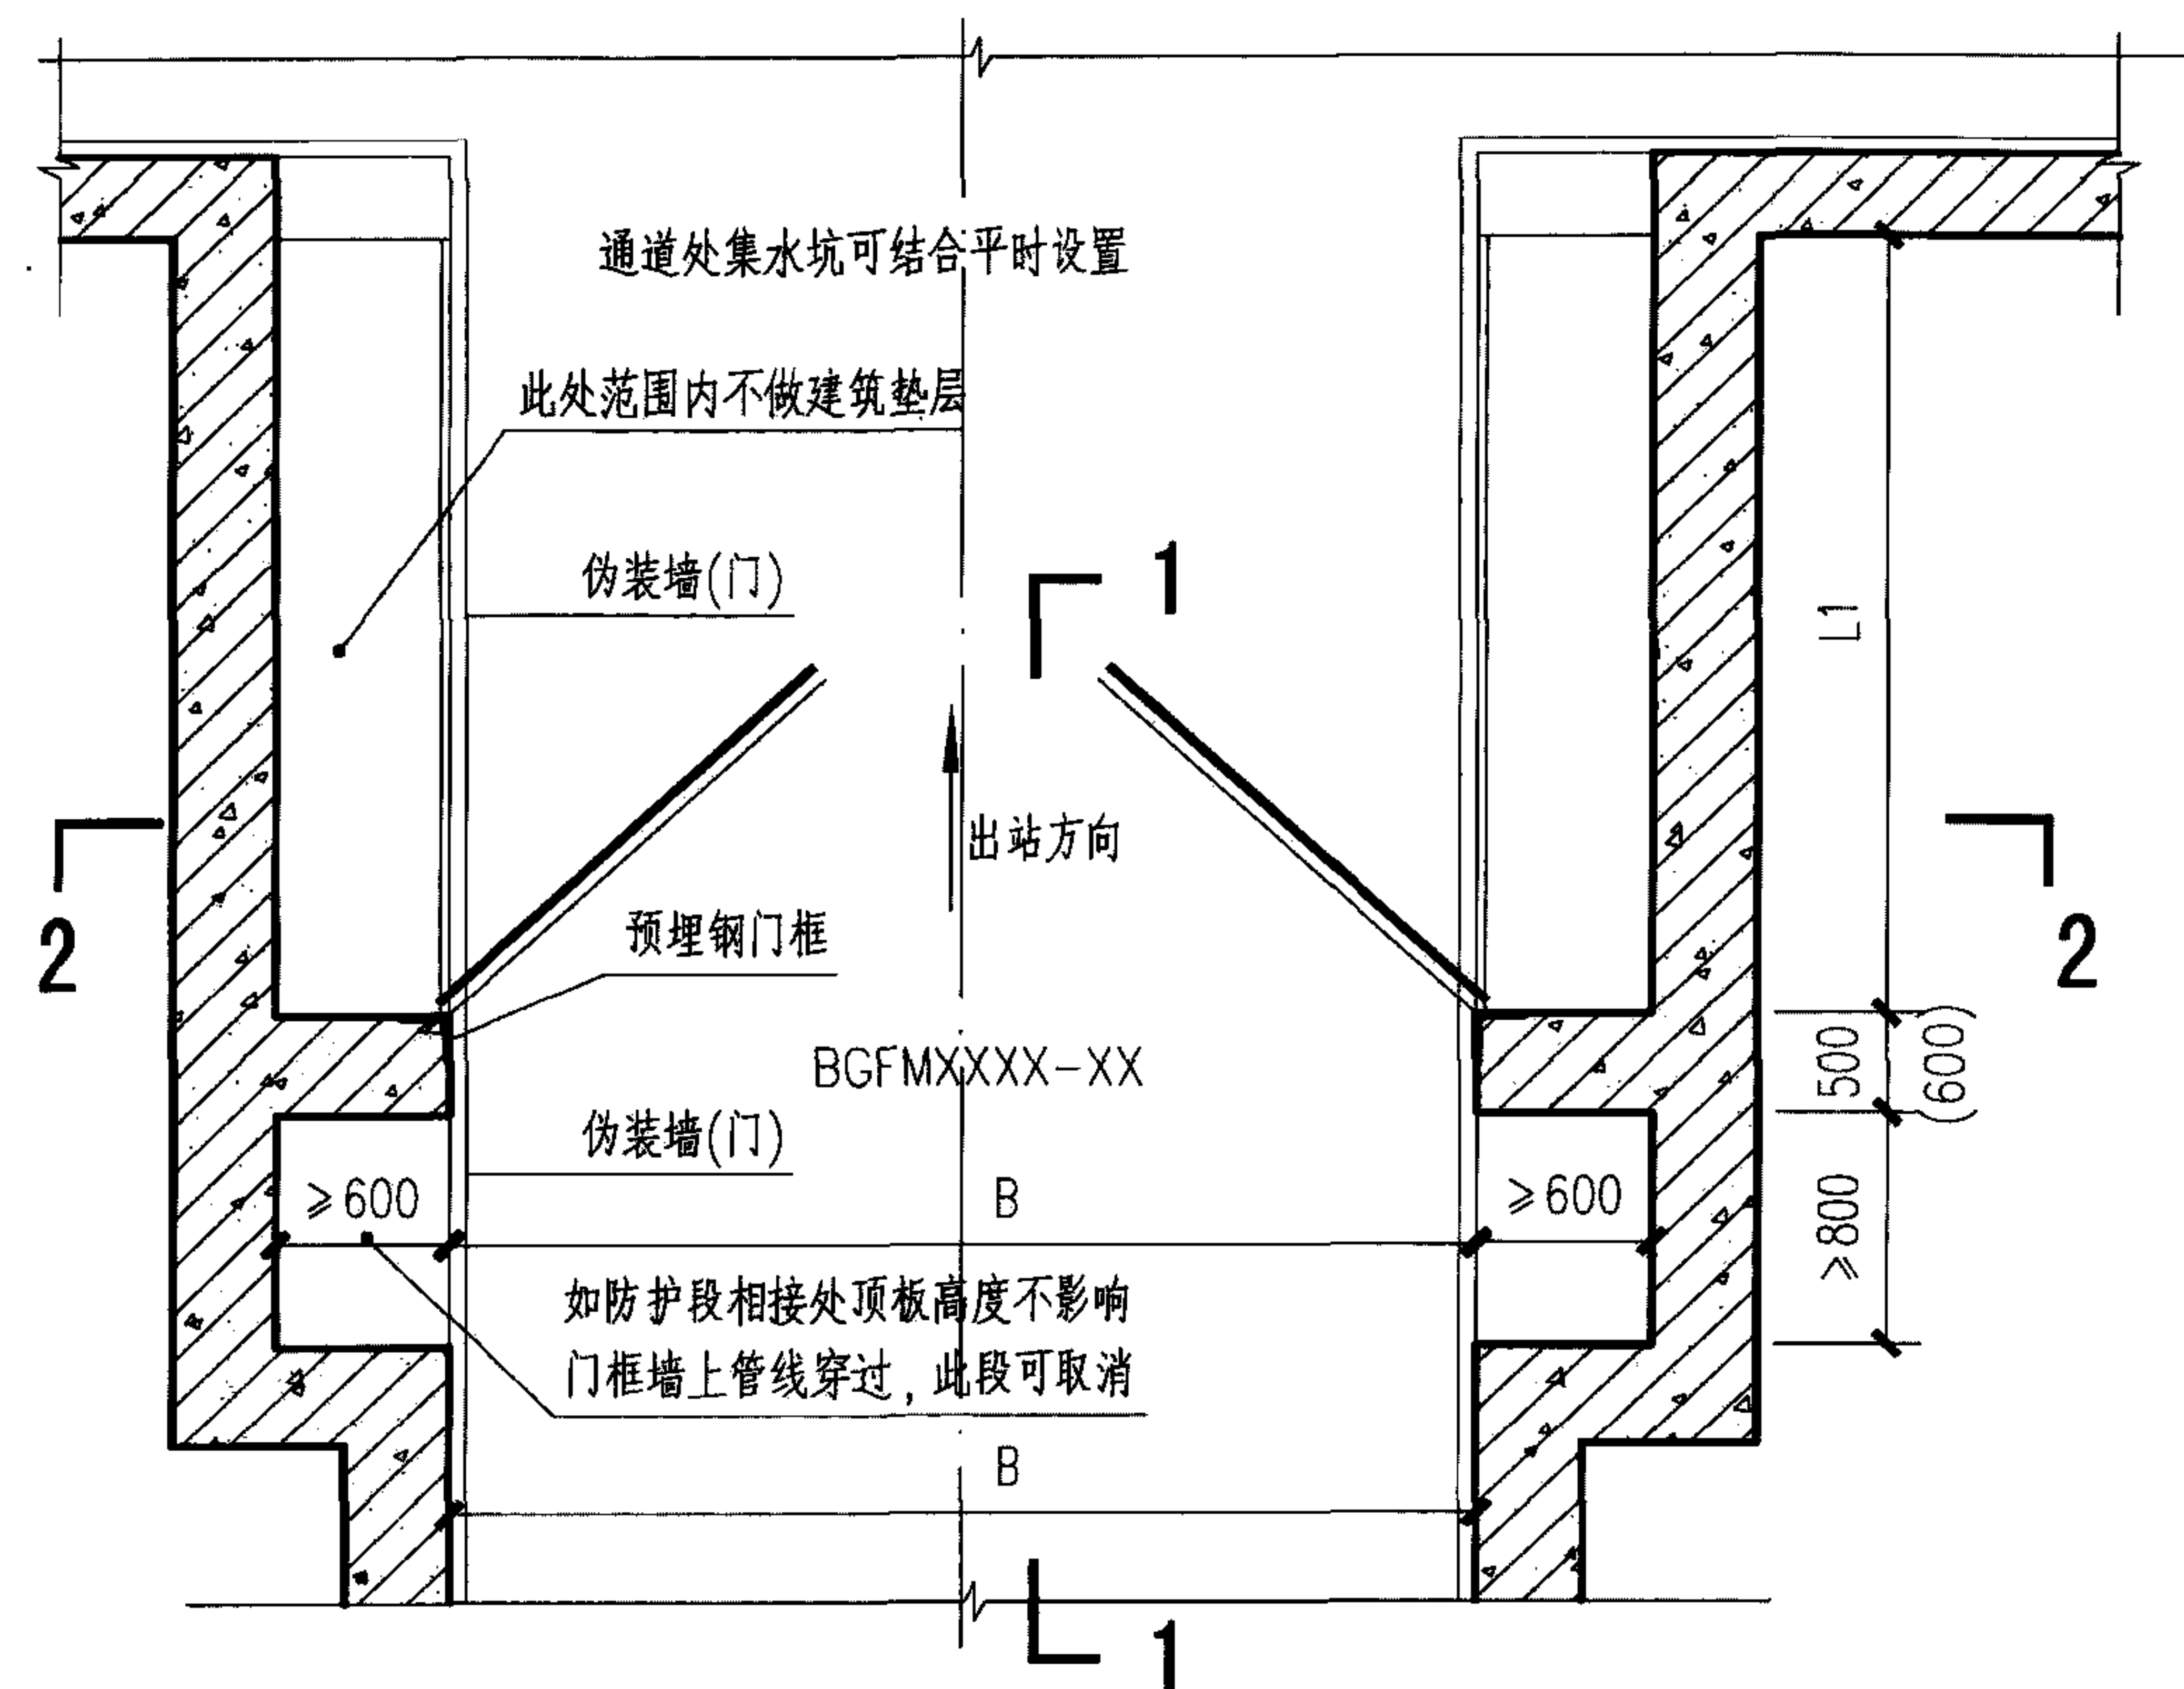 通道处集水坑可结合平时设置
此处范围内不做建筑垫层
伪装墙(门)
1
L1
出站方向
2
2
预埋钢门框
BGFMXXXX-XX
500
(600)
伪装墙(门)
≥600
B
≥600
≥800
如防护段相接处顶板高度不影响
门框墙上管线穿过，此段可取消
B
1